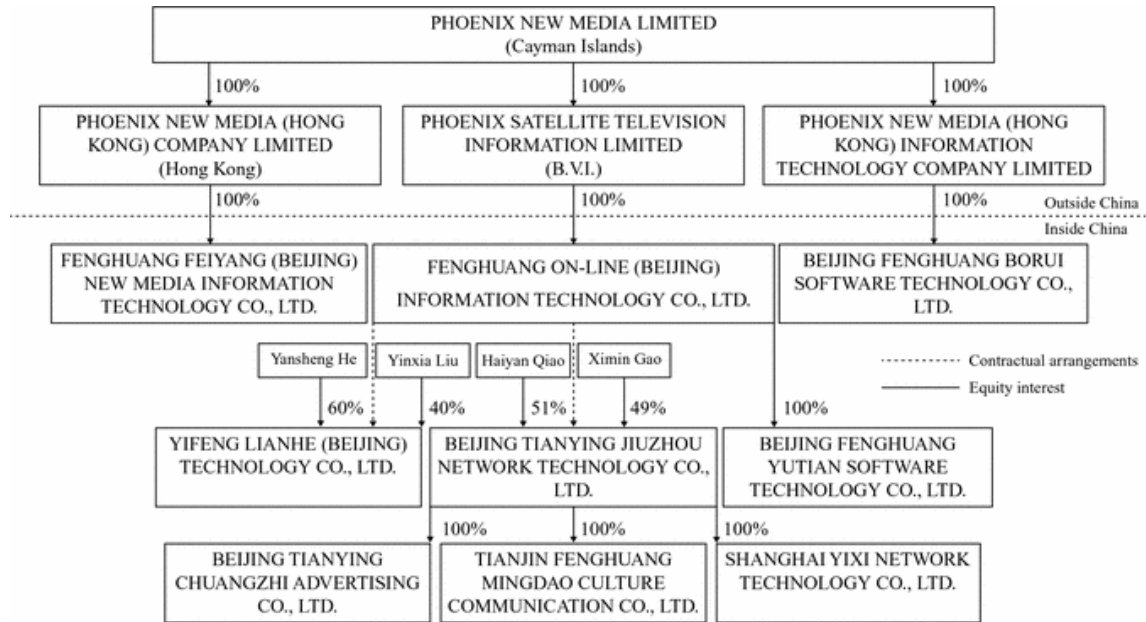 PHOENIX NEW MEDIA LIMITED
(Cayman Islands)
100%
100%
100%
PHOENIX NEW MEDIA (HONG
KONG) COMPANY LIMITED
(Hong Kong)
PHOENIX SATELLITE TELEVISION
INFORMATION LIMITED
(B.V.I.)
PHOENIX NEW MEDIA (HONG
KONG) INFORMATION
TECHNOLOGY COMPANY LIMITED
100%
100%
100%
Outside China
Inside China
FENGHUANG FEIYANG (BEIJING)
NEW MEDIA INFORMATION
TECHNOLOGY CO., LTD.
FENGHUANG ON-LINE (BEIJING)
INFORMATION TECHNOLOGY CO., LTD.
BEIJING FENGHUANG BORUI
SOFTWARE TECHNOLOGY CO.,
LTD.
Yansheng He
Yinxia Liu
Haiyan Qiao
Ximin Gao
Contractual arrangements
Equity interest
60%
40%
51%
49%
100%
YIFENG LIANHE (BEIJING)
TECHNOLOGY CO., LTD.
BEIJING TIANYING JIUZHOU
NETWORK TECHNOLOGY CO.,
LTD.
BEIJING FENGHUANG
YUTIAN SOFTWARE
TECHNOLOGY CO., LTD.
100%
100%
100%
BEIJING TIANYING
CHUANGZHI ADVERTISING
CO., LTD.
TIANJIN FENGHUANG
MINGDAO CULTURE
COMMUNICATION CO., LTD.
SHANGHAI YIXI NETWORK
TECHNOLOGY CO., LTD.